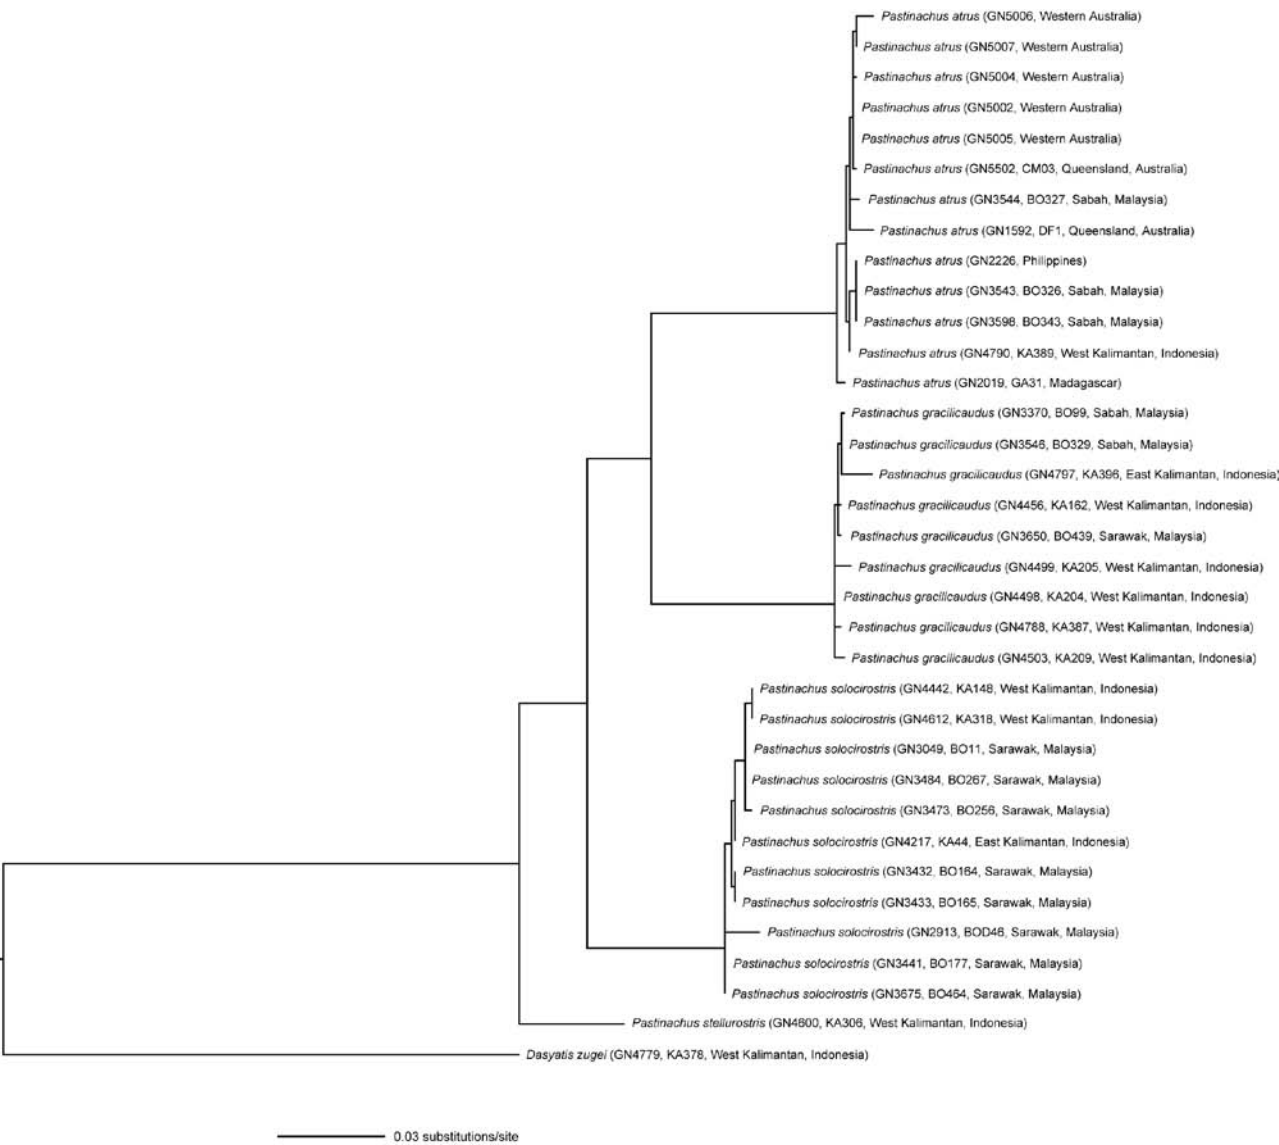 Pastinachus atrus (GN5006, Western Australia)
Pastinachus atrus (GN5007, Western Australia)
Pastinachus atrus (GN5004, Western Australia)
Pastinachus atrus (GN5002, Western Australia)
Pastinachus atrus (GN5005, Western Australia)
Pastinachus atrus (GN5502, CM03, Queensland, Australia)
Pastinachus atrus (GN3544, BO327, Sabah, Malaysia)
Pastinachus atrus (GN1592, DF1, Queensland, Australia)
Pastinachus atrus (GN2226, Philippines)
Pastinachus atrus (GN3543, BO326, Sabah, Malaysia)
Pastinachus atrus (GN3598, BO343, Sabah, Malaysia)
Pastinachus atrus (GN4790, KA389, West Kalimantan, Indonesia)
Pastinachus atrus (GN2019, GA31, Madagascar)
Pastinachus gracilicaudus (GN3370, BO99, Sabah, Malaysia)
Pastinachus gracilicaudus (GN3546, BO329, Sabah, Malaysia)
Pastinachus gracilicaudus (GN4797, KA396, East Kalimantan, Indonesia)
Pastinachus gracilicaudus (GN4456, KA162, West Kalimantan, Indonesia)
Pastinachus gracilicaudus (GN3650, BO439, Sarawak, Malaysia)
Pastinachus gracilicaudus (GN4499, KA205, West Kalimantan, Indonesia)
Pastinachus gracilicaudus (GN4498, KA204, West Kalimantan, Indonesia)
Pastinachus gracilicaudus (GN4788, KA387, West Kalimantan, Indonesia)
Pastinachus gracilicaudus (GN4503, KA209, West Kalimantan, Indonesia)
Pastinachus solocirostris (GN4442, KA148, West Kalimantan, Indonesia)
Pastinachus solocirostris (GN4612, KA318, West Kalimantan, Indonesia)
Pastinachus solocirostris (GN3049, BO11, Sarawak, Malaysia)
Pastinachus solocirostris (GN3484, BO267, Sarawak, Malaysia)
Pastinachus solocirostris (GN3473, BO256, Sarawak, Malaysia)
Pastinachus solocirostris (GN4217, KA44, East Kalimantan, Indonesia)
Pastinachus solocirostris (GN3432, BO164, Sarawak, Malaysia)
Pastinachus solocirostris (GN3433, BO165, Sarawak, Malaysia)
Pastinachus solocirostris (GN2913, BOD46, Sarawak, Malaysia)
Pastinachus solocirostris (GN3441, BO177, Sarawak, Malaysia)
Pastinachus solocirostris (GN3675, BO464, Sarawak, Malaysia)
Pastinachus stellurostris (GN4600, KA306, West Kalimantan, Indonesia)
Dasyatis zugei (GN4779, KA378, West Kalimantan, Indonesia)
0.03 substitutions/site